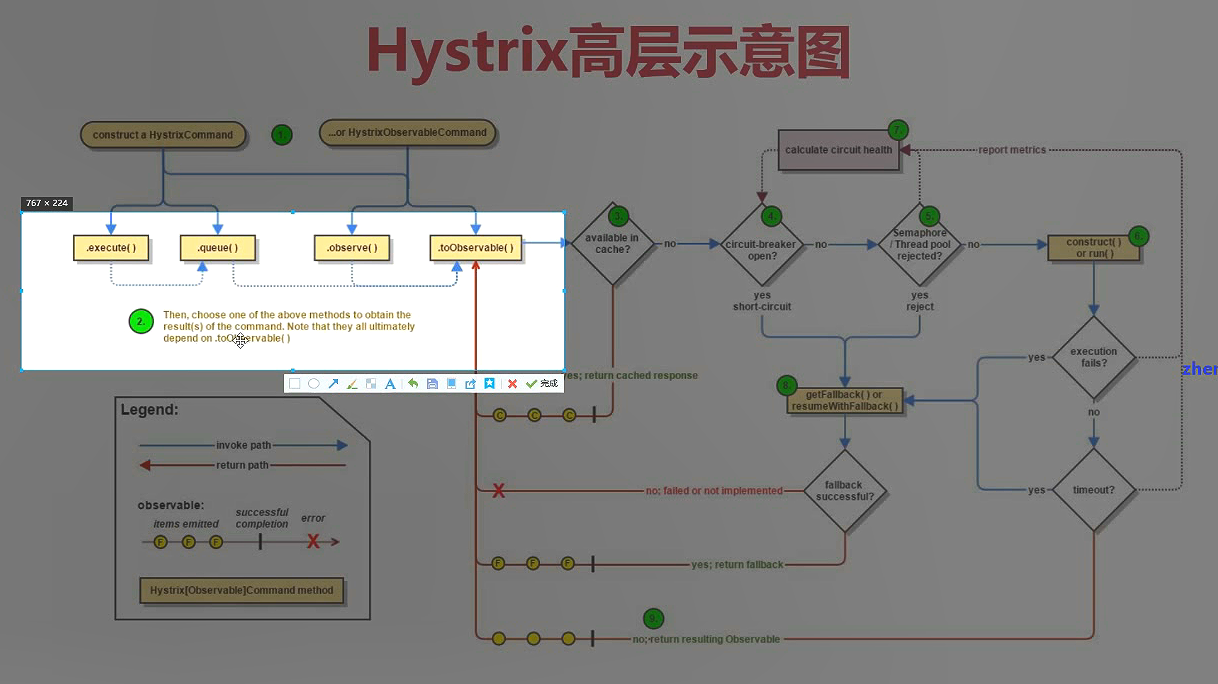 Hystrix高层示意图
construct a HystrixCommand
1.
...or HystrixObservableCommand
7.
calculate circuit health
report metrics
767 × 224
.execute( )
.queue( )
.observe( )
.toObservable( )
3.
available in
cache?
no
4.
circuit-breaker
open?
no
5.
Semaphore
/ Thread pool
rejected?
no
6.
construct( )
or run( )
yes
short-circuit
yes
reject
2.
Then, choose one of the above methods to obtain the
result(s) of the command. Note that they all ultimately
depend on .toObservable( )
execution
fails?
yes
zhen
完成
yes; return cached response
8.
getFallback( ) or
resumeWithFallback( )
C C C
no
Legend:
invoke path
return path
observable:
items emitted
successful
completion
error
F F F
X
Hystrix[Observable]Command method
X
no; failed or not implemented
fallback
successful?
yes
timeout?
F F F
yes; return fallback
9.
no; return resulting Observable